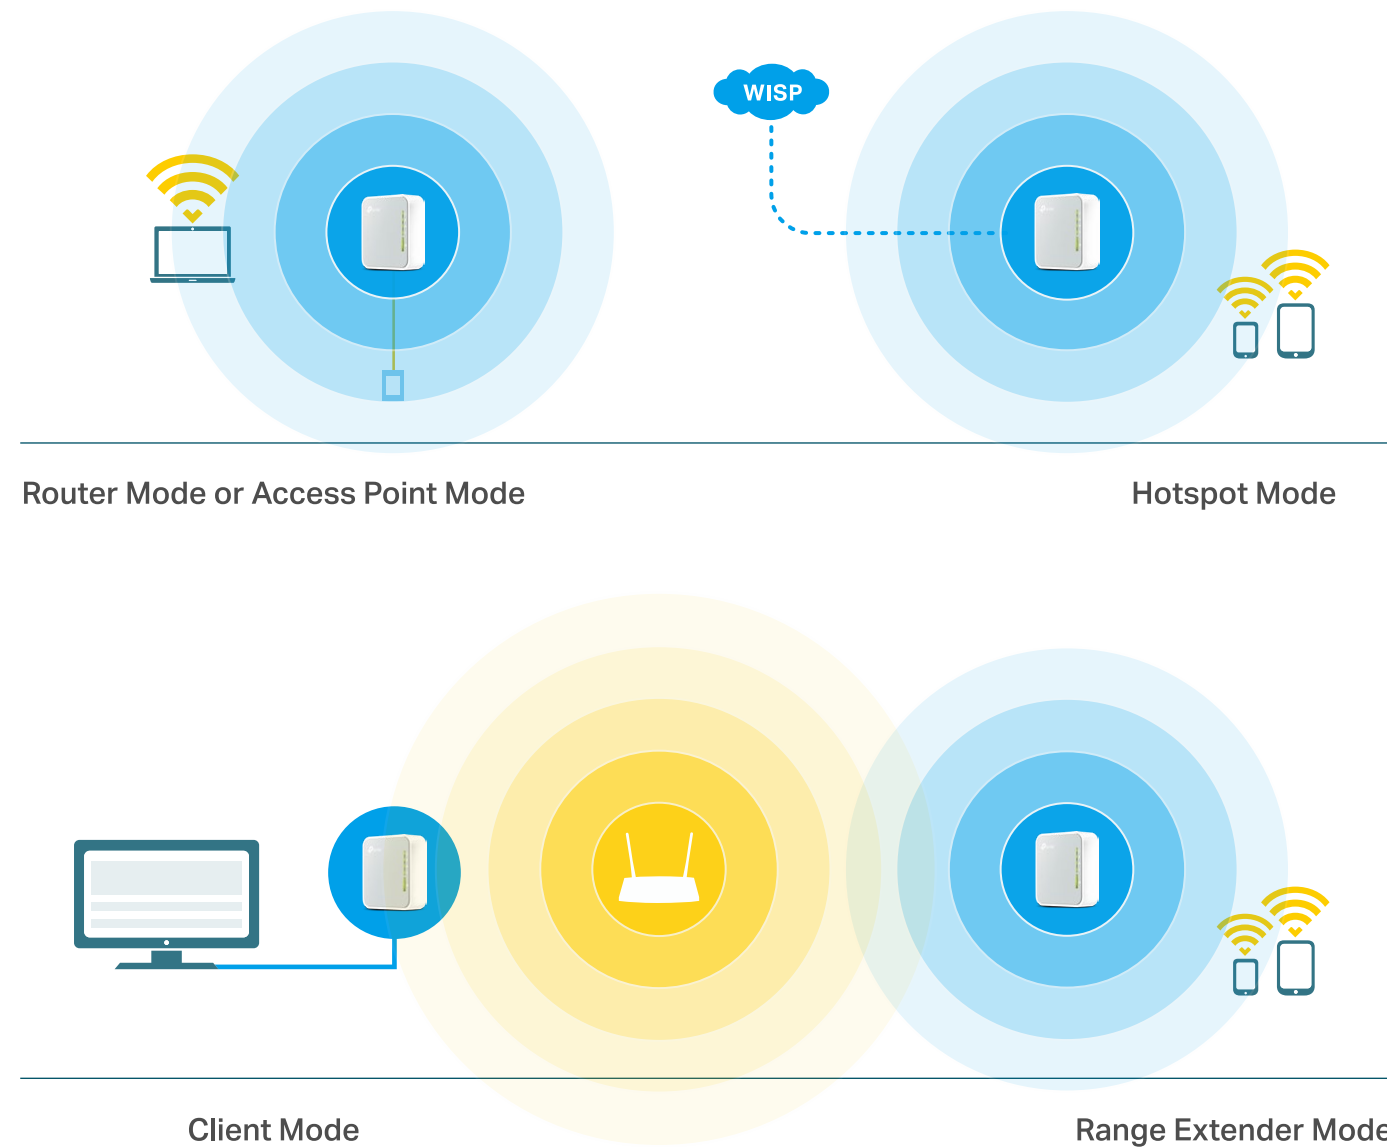 WISP
Router Mode or Access Point Mode
Hotspot Mode
Client Mode
Range Extender Mode